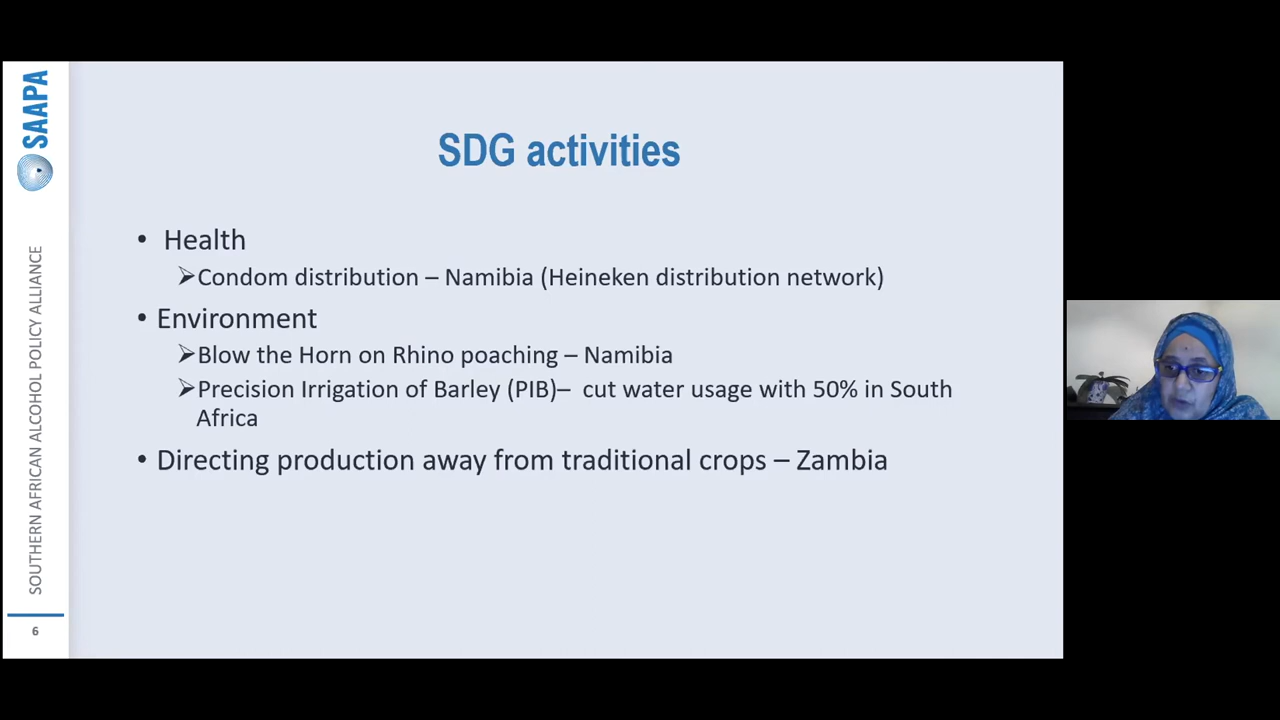 SAAPA
SOUTHERN AFRICAN ALCOHOL POLICY ALLIANCE
6
SDG activities
• Health
➢Condom distribution – Namibia (Heineken distribution network)
• Environment
➢Blow the Horn on Rhino poaching – Namibia
➢Precision Irrigation of Barley (PIB)– cut water usage with 50% in South
Africa
• Directing production away from traditional crops – Zambia